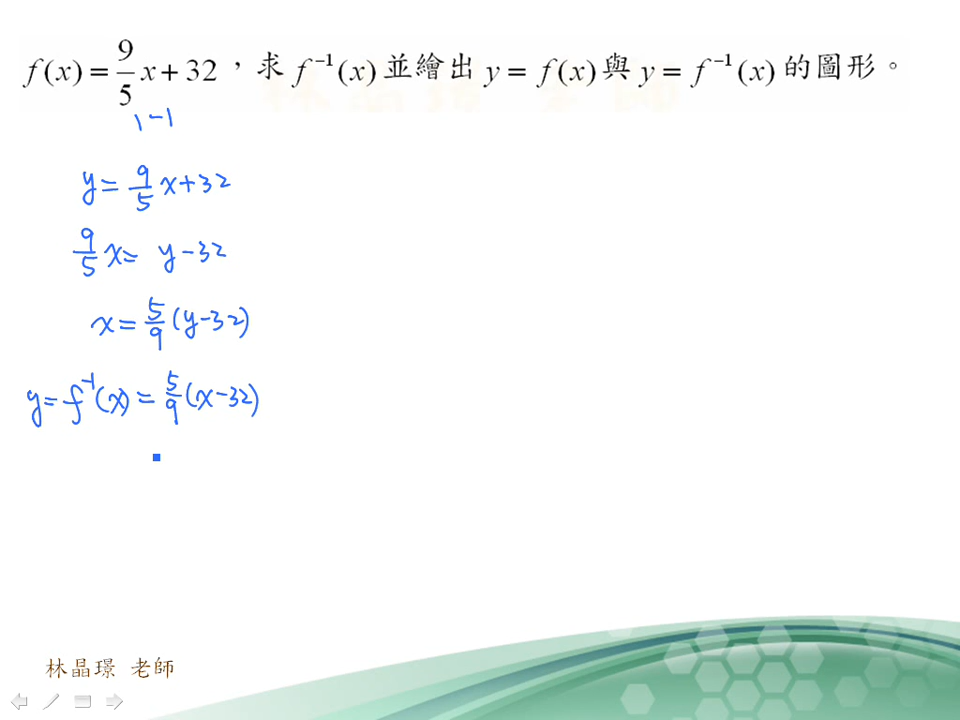 f(x) = 9/5 x + 32，求 f⁻¹(x) 並繪出 y = f(x) 與 y = f⁻¹(x) 的圖形。
1-1
y = 9/5 x + 32
9/5 x = y - 32
x = 5/9 (y - 32)
y = f⁻¹(x) = 5/9 (x - 32)
林晶璟 老師